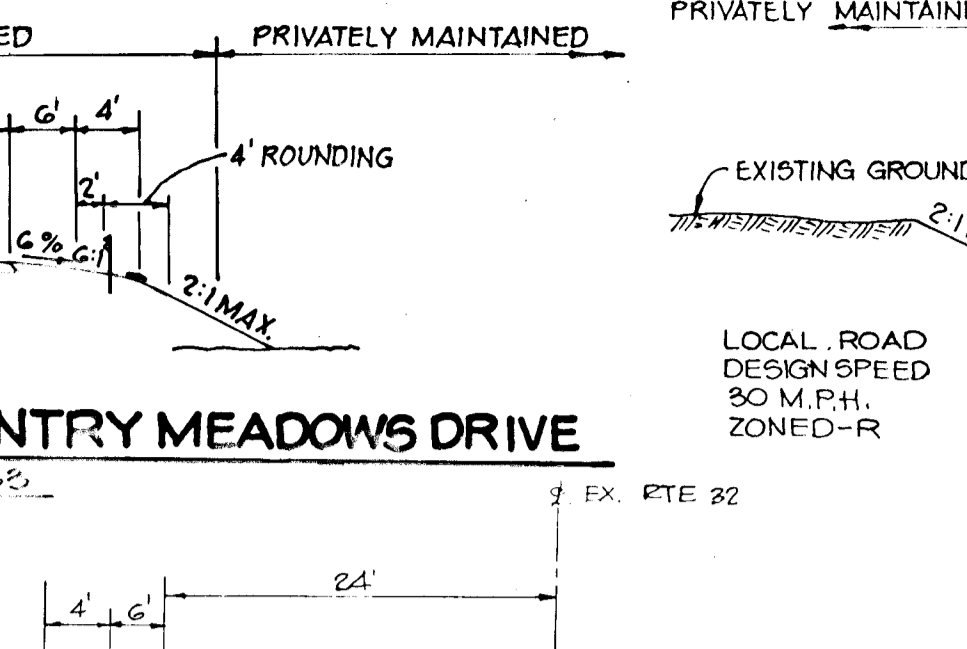 PRIVATELY MAINTAIN
ED
PRIVATELY MAINTAINED
6' 4'
4' ROUNDING
2'
EXISTING GROUND
2:1
6% 6:1
2:1 MAX.
LOCAL ROAD
DESIGN SPEED
30 M.P.H.
ZONED-R
NTRY MEADOWS DRIVE
EX. RTE 32
24'
4' 6'